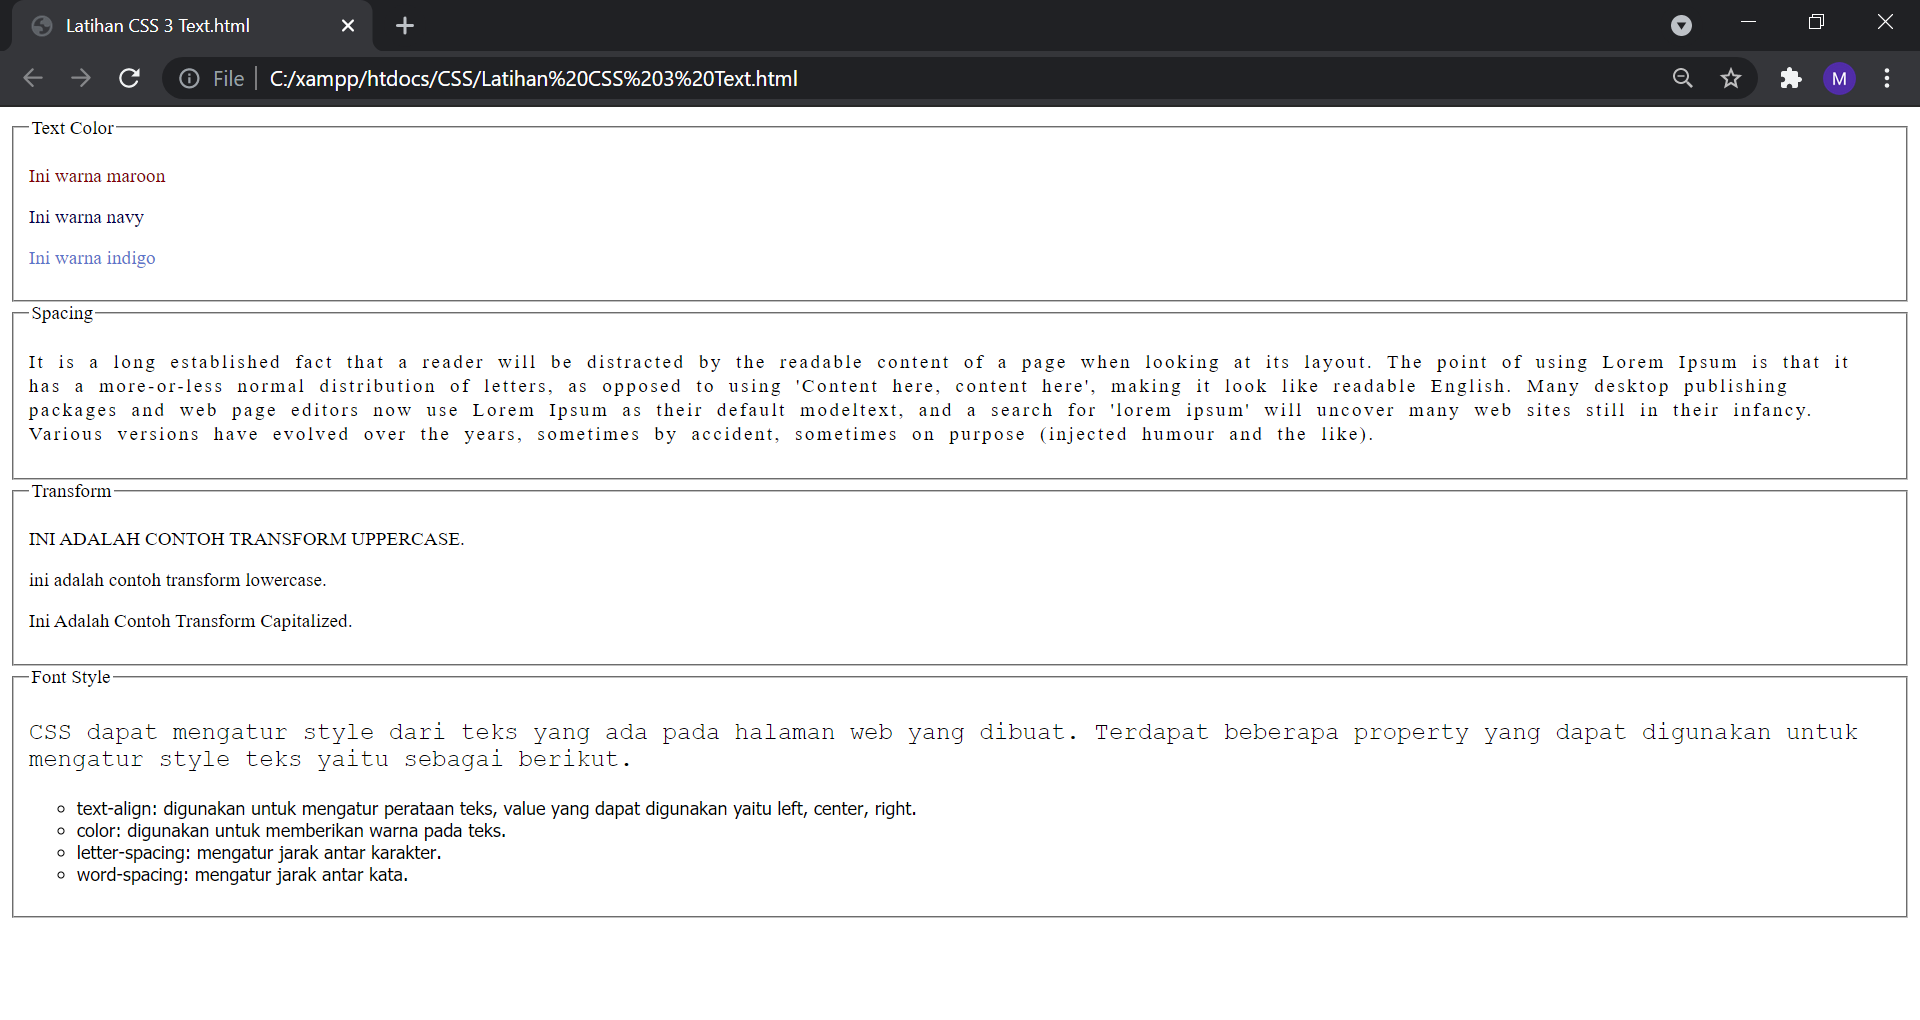 Latihan CSS 3 Text.html
File
C:/xampp/htdocs/CSS/Latihan%20CSS%203%20Text.html
M
Text Color
Ini warna maroon
Ini warna navy
Ini warna indigo
Spacing
It is a long established fact that a reader will be distracted by the readable content of a page when looking at its layout. The point of using Lorem Ipsum is that it
has a more-or-less normal distribution of letters, as opposed to using 'Content here, content here', making it look like readable English. Many desktop publishing
packages and web page editors now use Lorem Ipsum as their default modeltext, and a search for 'lorem ipsum' will uncover many web sites still in their infancy.
Various versions have evolved over the years, sometimes by accident, sometimes on purpose (injected humour and the like).
Transform
INI ADALAH CONTOH TRANSFORM UPPERCASE.
ini adalah contoh transform lowercase.
Ini Adalah Contoh Transform Capitalized.
Font Style
CSS dapat mengatur style dari teks yang ada pada halaman web yang dibuat. Terdapat beberapa property yang dapat digunakan untuk
mengatur style teks yaitu sebagai berikut.
text-align: digunakan untuk mengatur perataan teks, value yang dapat digunakan yaitu left, center, right.
color: digunakan untuk memberikan warna pada teks.
letter-spacing: mengatur jarak antar karakter.
word-spacing: mengatur jarak antar kata.